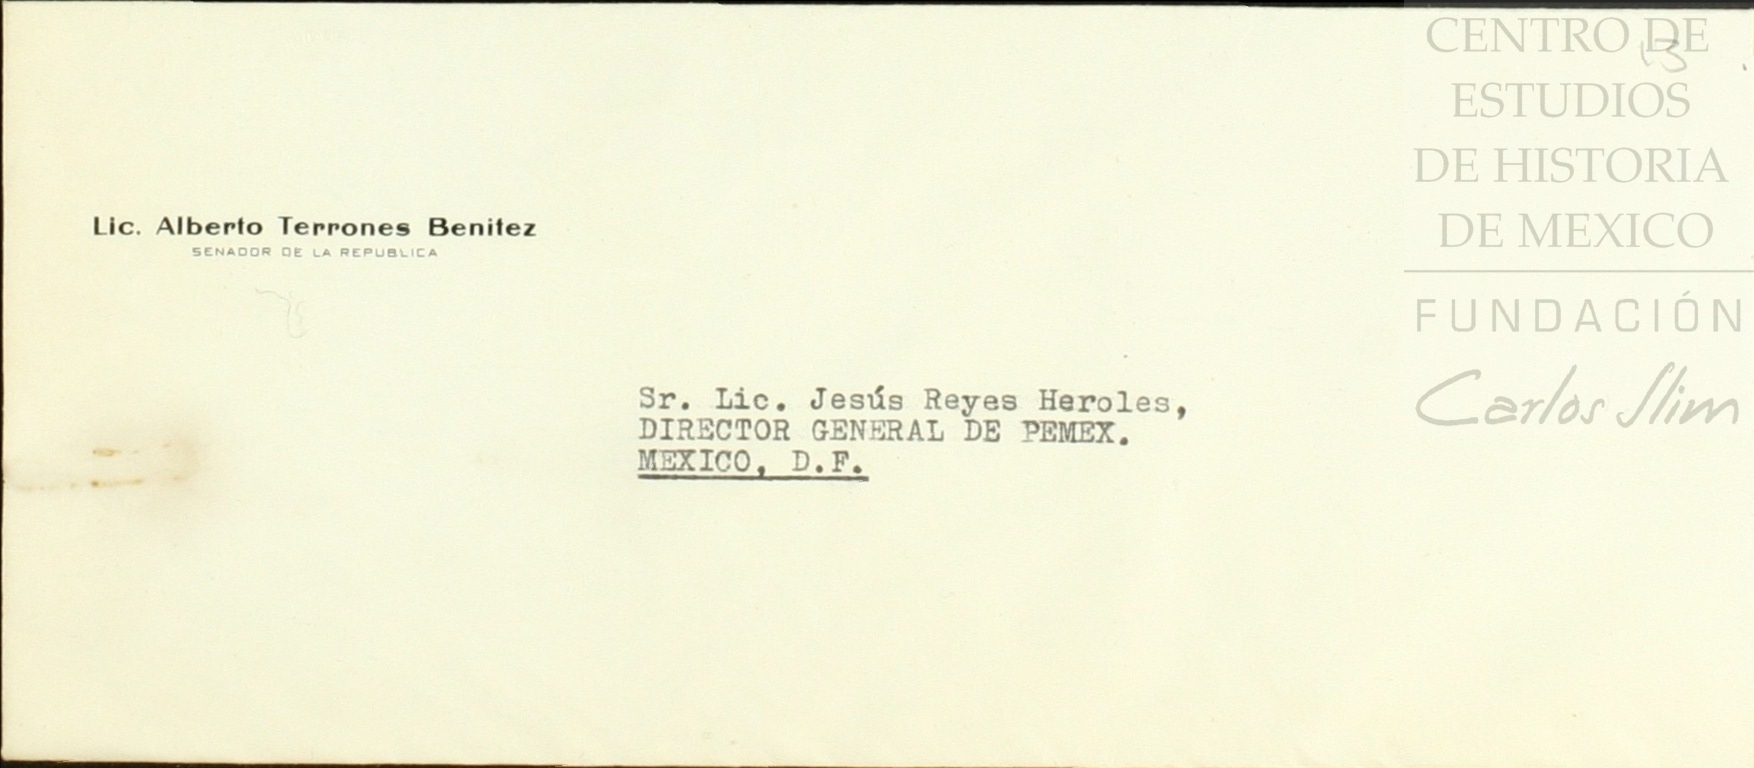 CENTRO DE
ESTUDIOS
DE HISTORIA
DE MEXICO
FUNDACIÓN
Carlos Slim
13
Lic. Alberto Terrones Benitez
SENADOR DE LA REPUBLICA
Sr. Lic. Jesús Reyes Heroles,
DIRECTOR GENERAL DE PEMEX.
MEXICO, D.F.